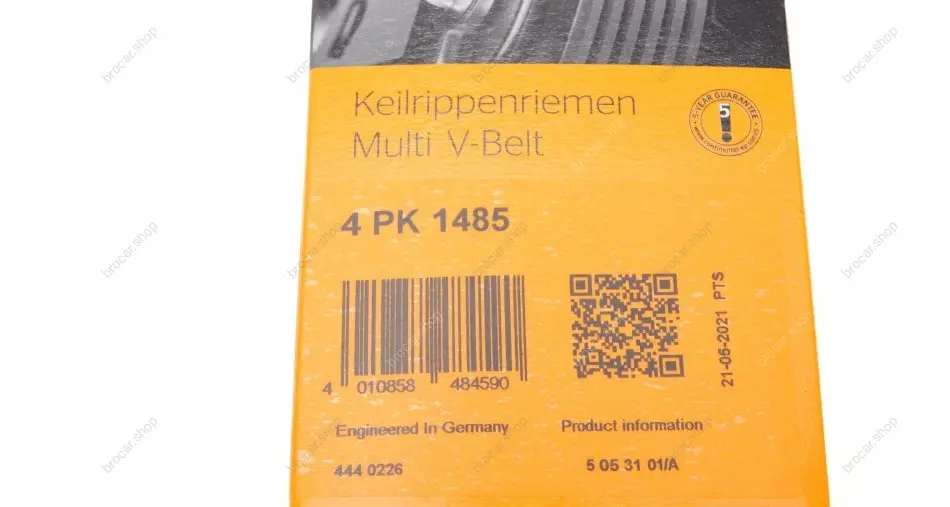 Keilrippenriemen
Multi V-Belt
5-YEAR GUARANTEE
5
4 PK 1485
21-05-2021 PTS
4 010858 484590
Engineered In Germany
Product information
444 0226
5 05 31 01/A
brocar.shop